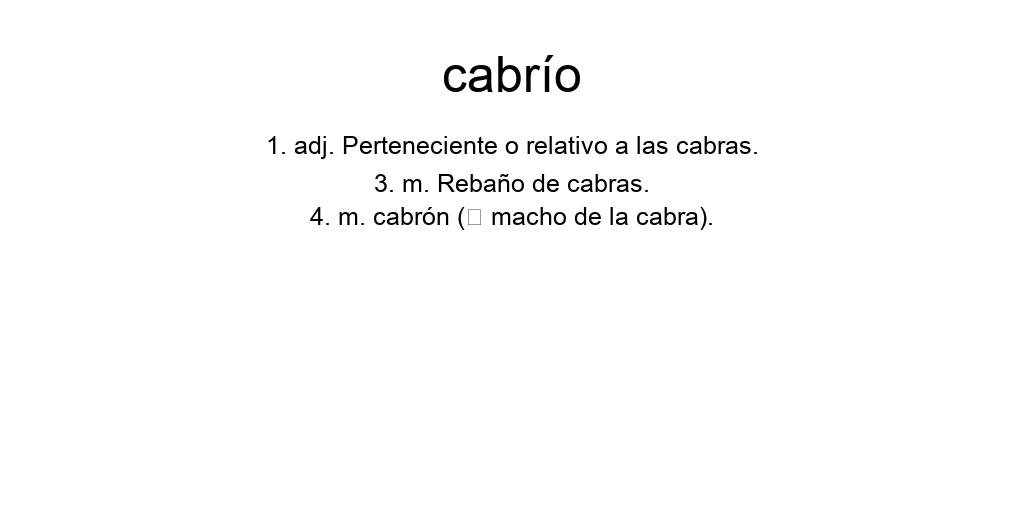 cabrío
1. adj. Perteneciente o relativo a las cabras.
3. m. Rebaño de cabras.
4. m. cabrón (□ macho de la cabra).